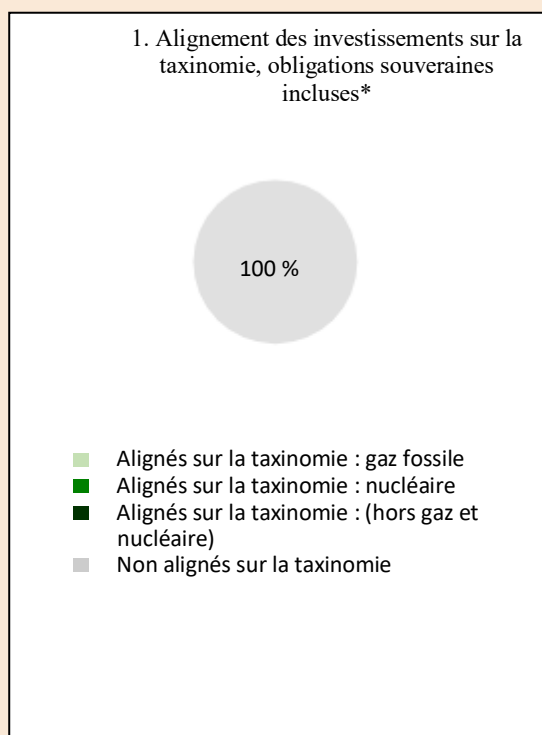 1. Alignement des investissements sur la
taxinomie, obligations souveraines
incluses*
100 %
Alignés sur la taxinomie : gaz fossile
Alignés sur la taxinomie : nucléaire
Alignés sur la taxinomie : (hors gaz et
nucléaire)
Non alignés sur la taxinomie